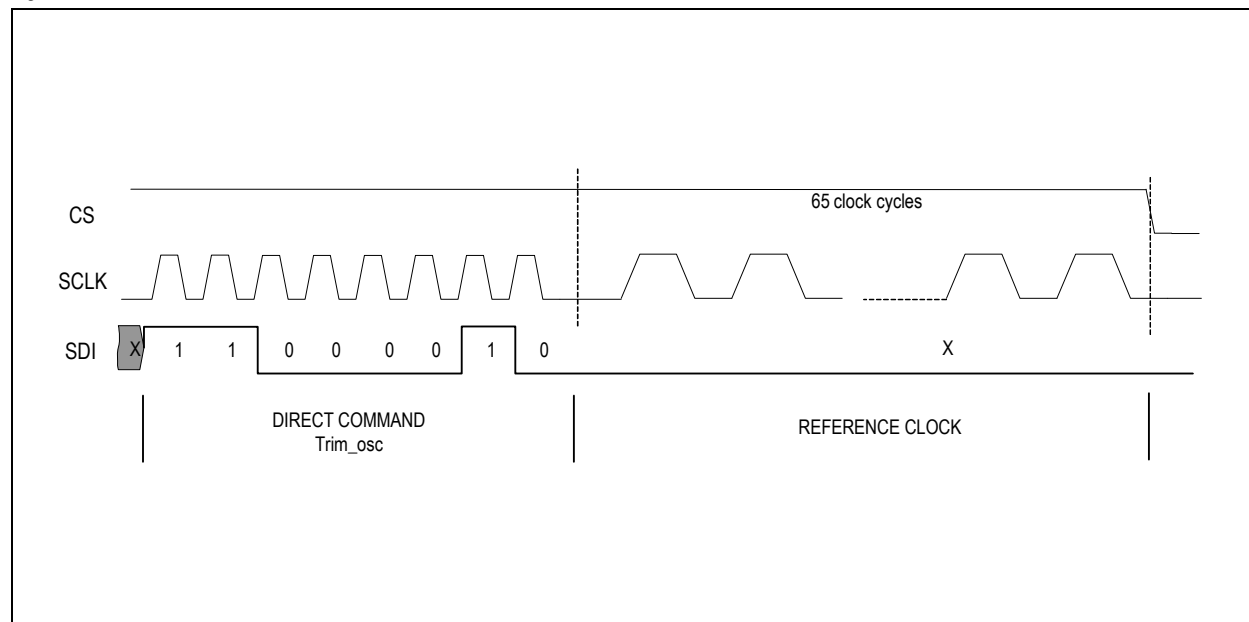 65 clock cycles
CS
SCLK
SDI X 1 1 0 0 0 0 1 0 X
DIRECT COMMAND
Trim_osc
REFERENCE CLOCK